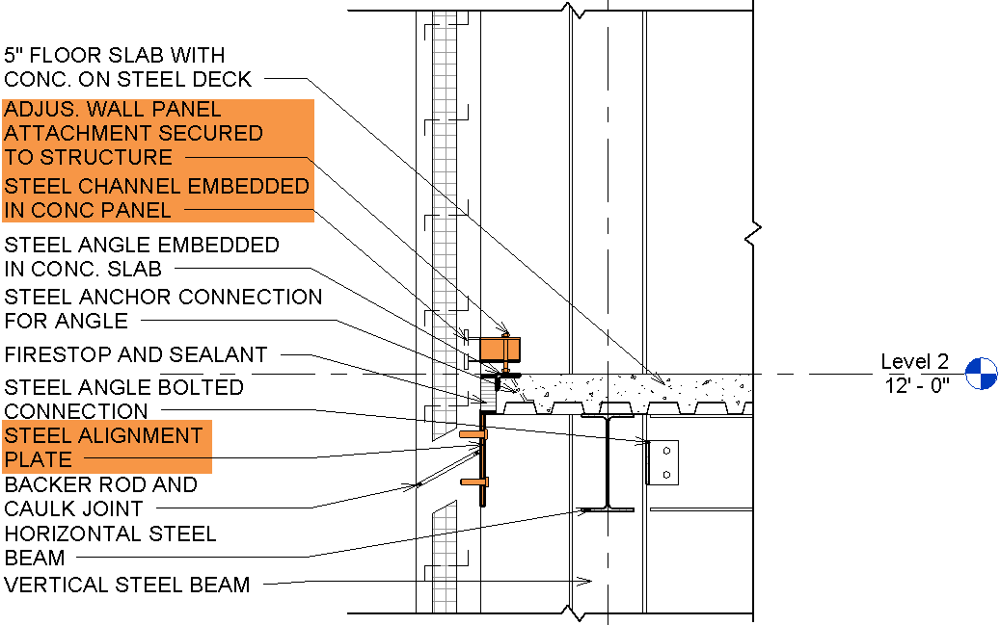 5" FLOOR SLAB WITH
CONC. ON STEEL DECK
ADJUS. WALL PANEL
ATTACHMENT SECURED
TO STRUCTURE
STEEL CHANNEL EMBEDDED
IN CONC PANEL
STEEL ANGLE EMBEDDED
IN CONC. SLAB
STEEL ANCHOR CONNECTION
FOR ANGLE
FIRESTOP AND SEALANT
STEEL ANGLE BOLTED
CONNECTION
STEEL ALIGNMENT
PLATE
BACKER ROD AND
CAULK JOINT
HORIZONTAL STEEL
BEAM
VERTICAL STEEL BEAM
Level 2
12' - 0"